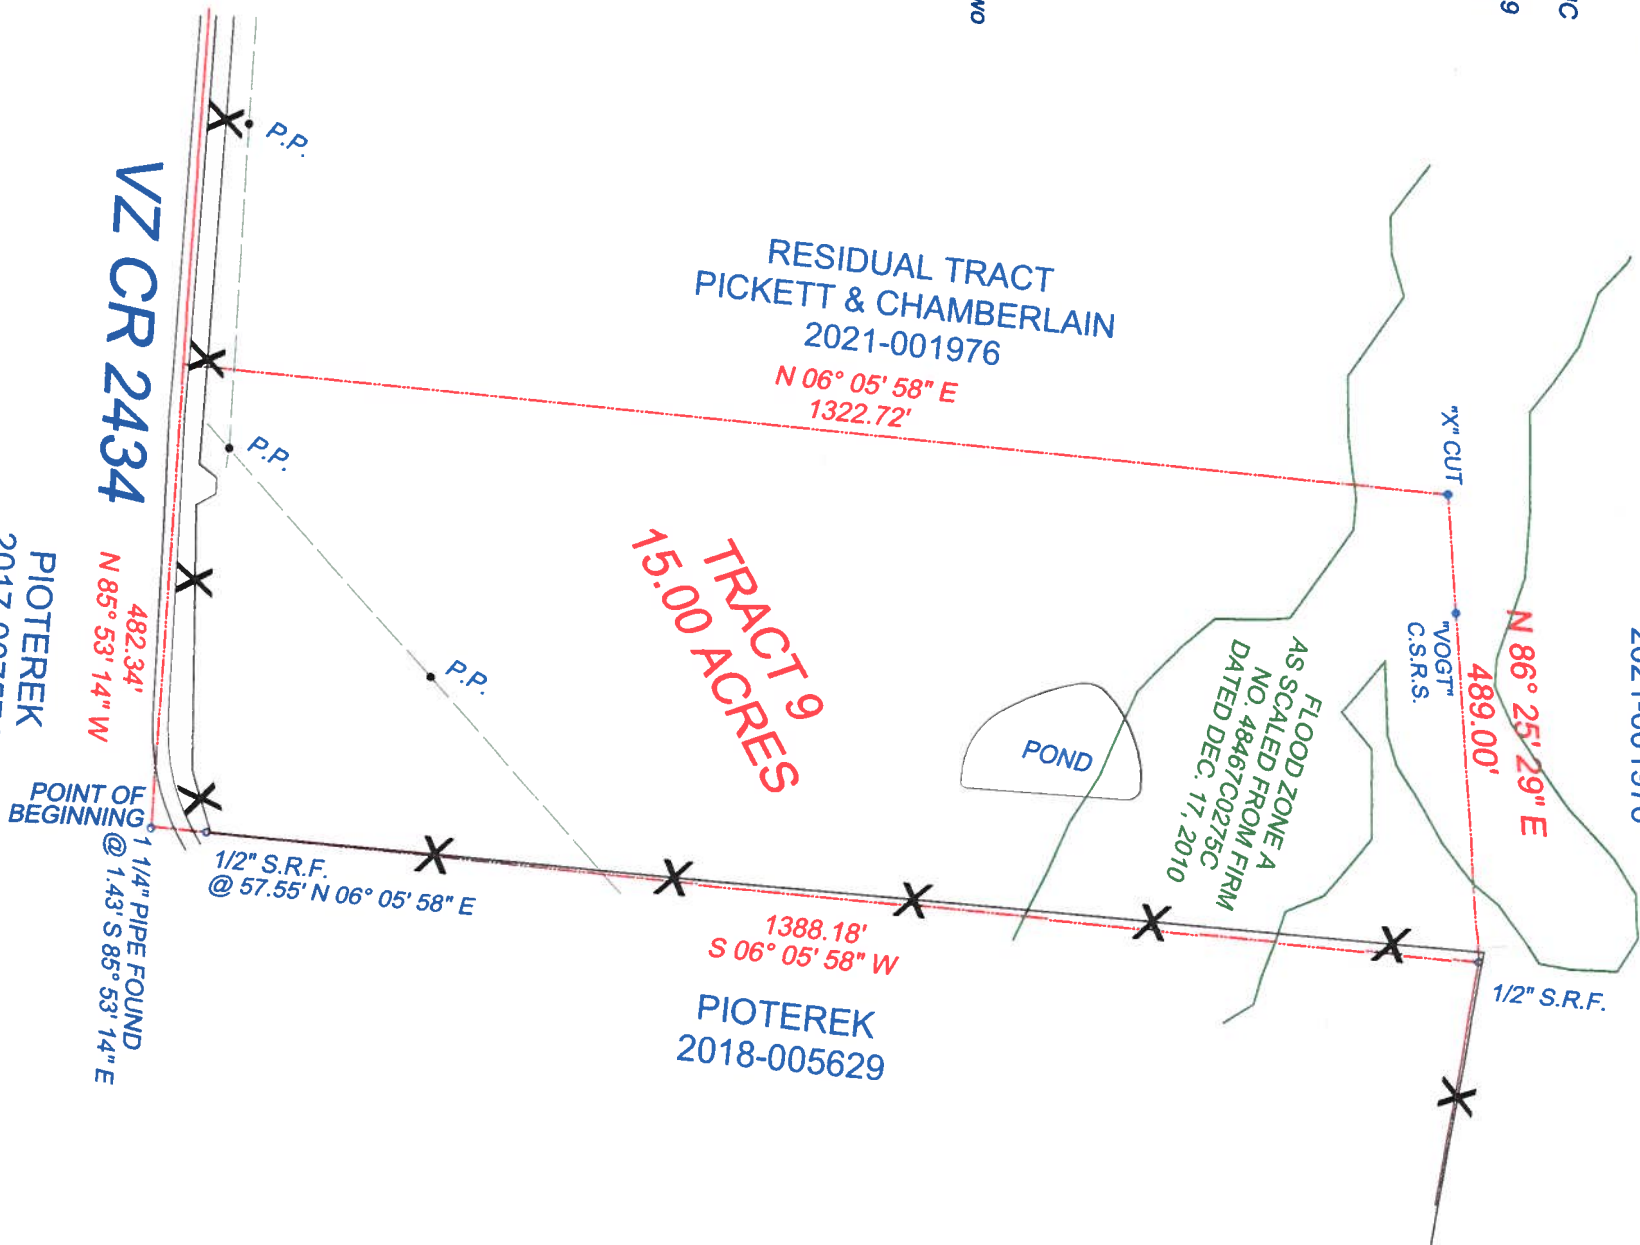 P.P.
VZ CR 2434
RESIDUAL TRACT
PICKETT & CHAMBERLAIN
2021-001976
N 06° 05' 58" E
1322.72'
"X" CUT
P.P.
P.P.
TRACT 9
15.00 ACRES
POND
FLOOD ZONE A
AS SCALED FROM FIRM
NO. 48467C0275C
DATED DEC. 17, 2010
"VOGT"
C.S.R.S.
N 86° 25' 29" E
489.00'
482.34'
N 85° 53' 14" W
PIOTEREK
POINT OF
BEGINNING
1 1/4" PIPE FOUND
@ 1.43' S 85° 53' 14" E
1/2" S.R.F.
@ 57.55' N 06° 05' 58" E
1388.18'
S 06° 05' 58" W
PIOTEREK
2018-005629
1/2" S.R.F.